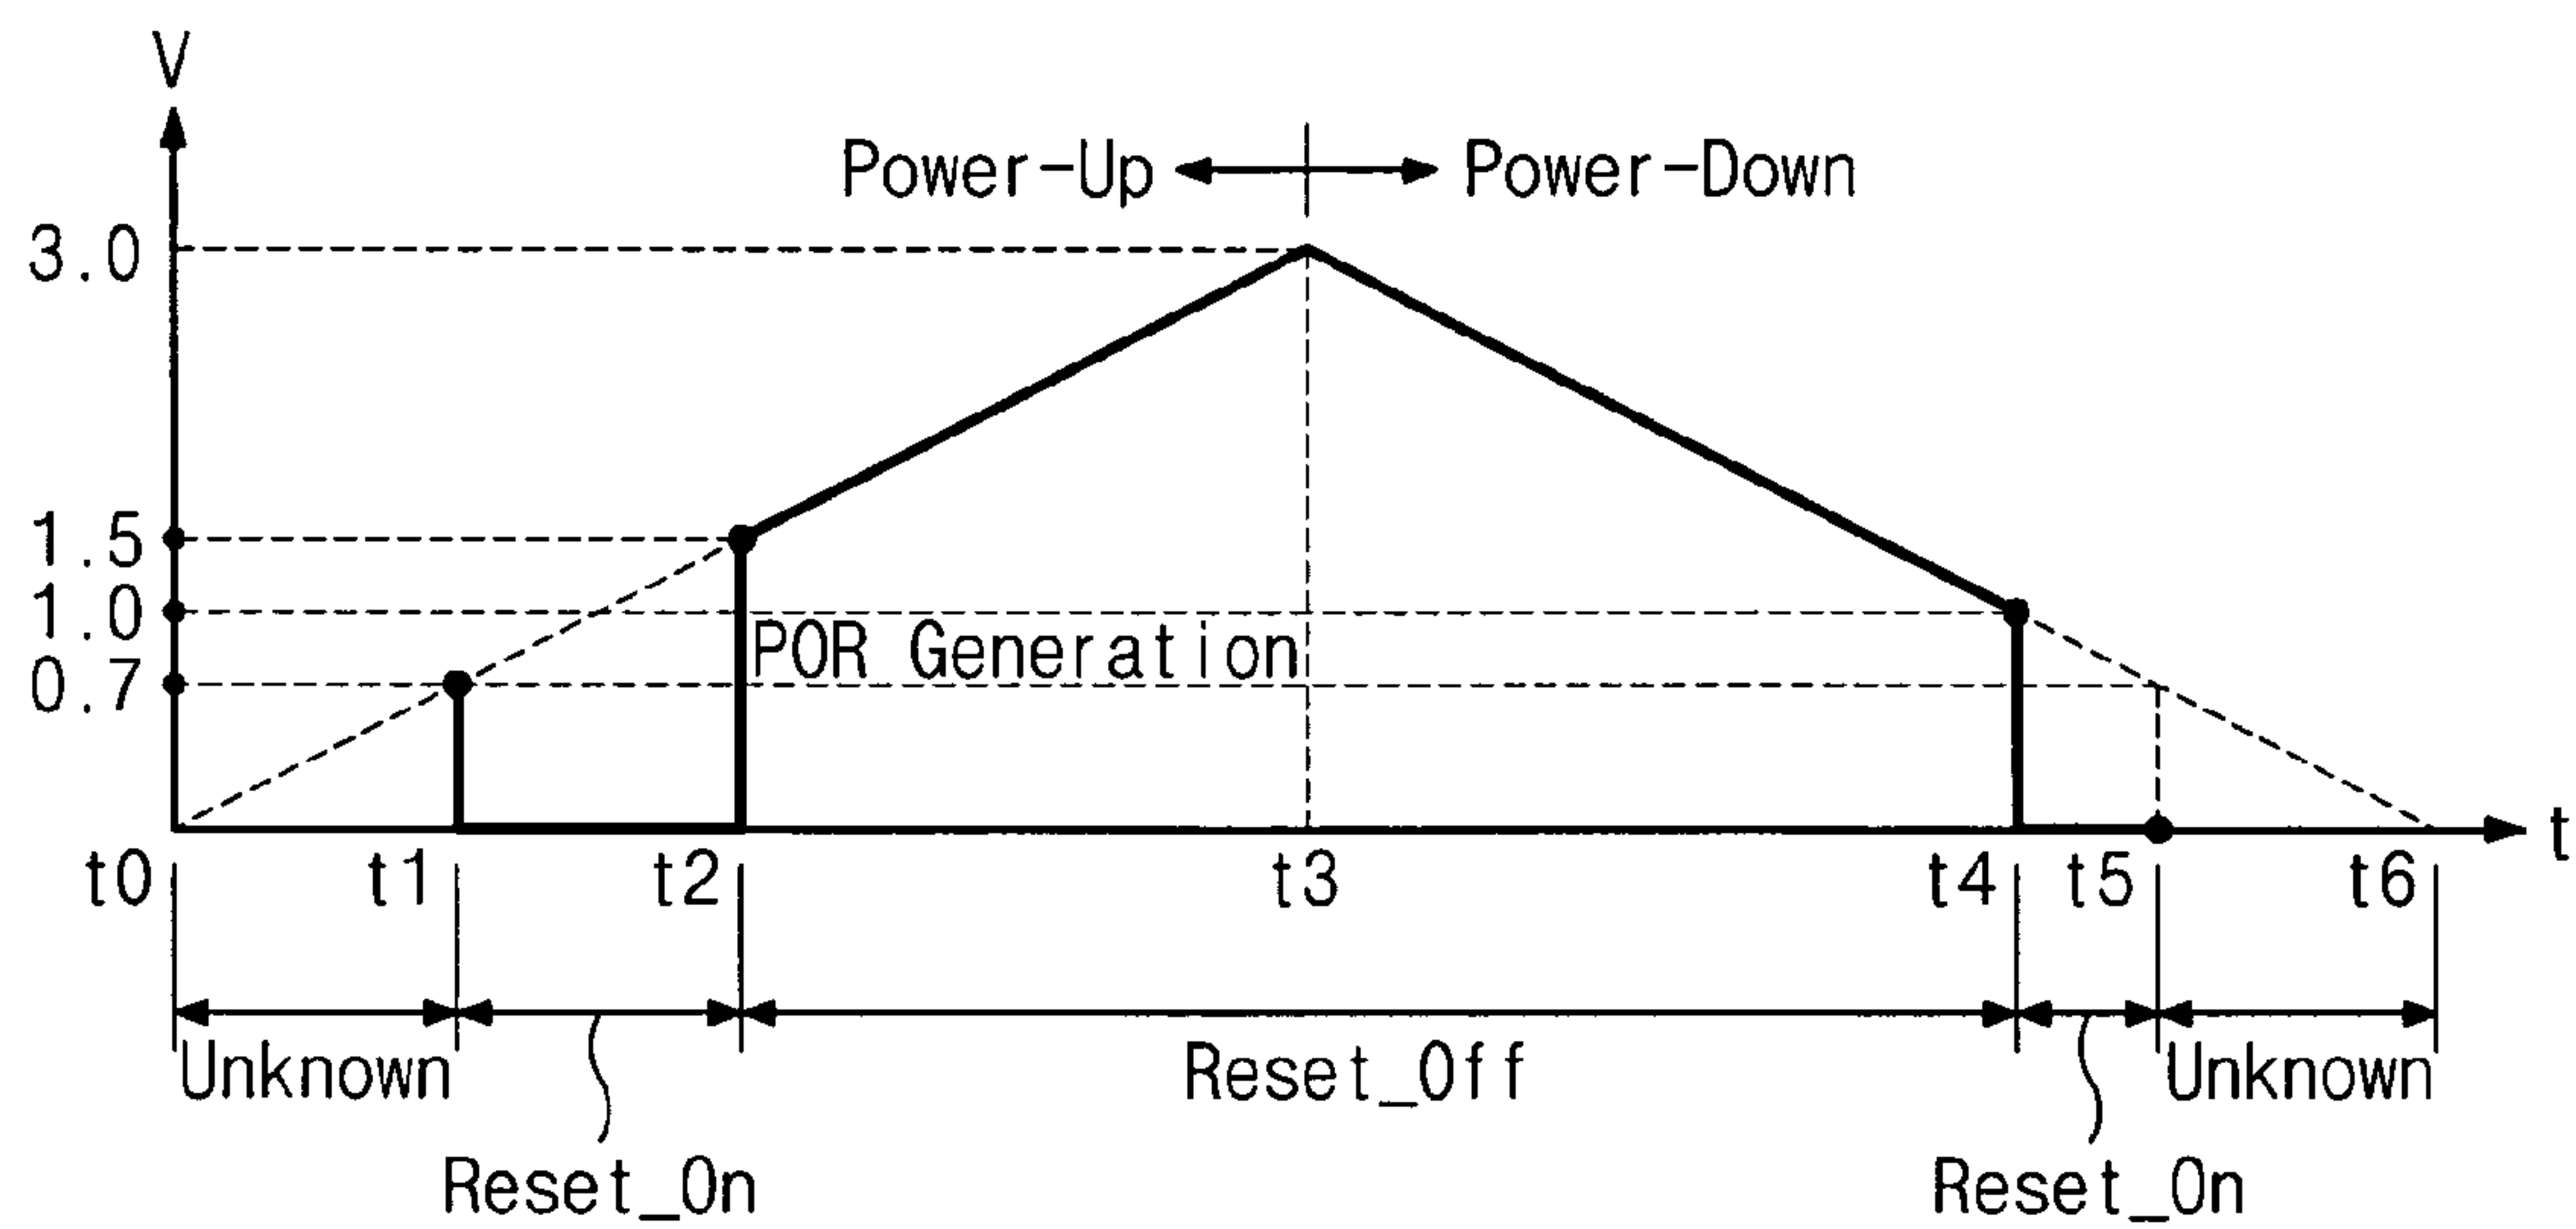 V
Power-Up
Power-Down
3.0
1.5
1.0
0.7
POR Generation
t
t0
t1
t2
t3
t4
t5
t6
Unknown
Reset_Off
Unknown
Reset_On
Reset_On